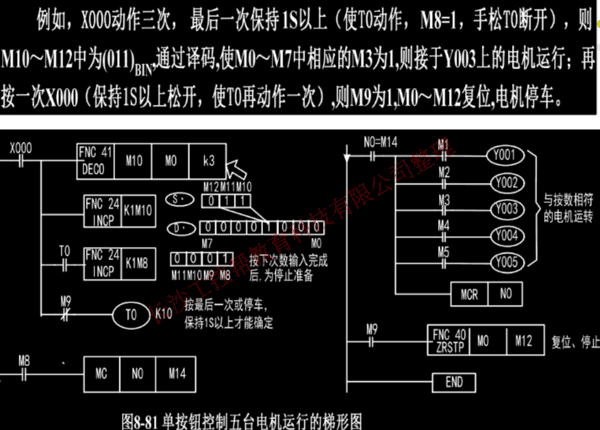 例如，X000动作三次，最后一次保持1S以上（使T0动作，M8=1，手松T0断开），则
M10～M12中为(011)BIN,通过译码,使M0～M7中相应的M3为1,则接于Y003上的电机运行；再
按一次X000（保持1S以上松开，使T0再动作一次）,则M9为1,M0～M12复位,电机停车。
X000
FNC 41
DECO
M10
M0
k3
M12 M11 M10
S·
0 1 1
FNC 24
INCP
K1M10
D·
0 0 0 0 0 0 0
M7
M0
T0
FNC 24
INCP
K1M8
0 0 0 1
M11M10 M9 M8
按下次数输入完成
后,为停止准备
M9
T0
K10
按最后一次或停车，
保持1S以上才能确定
M8
MC
N0
M14
N0=M14
M1
Y001
M2
Y002
M3
Y003
M4
Y004
M5
Y005
与按数相符
的电机运转
MCR
N0
M9
FNC 40
ZRSTP
M0
M12
复位、停止
END
图8-81 单按钮控制五台电机运行的梯形图
长沙工控帮教育科技有限公司整理